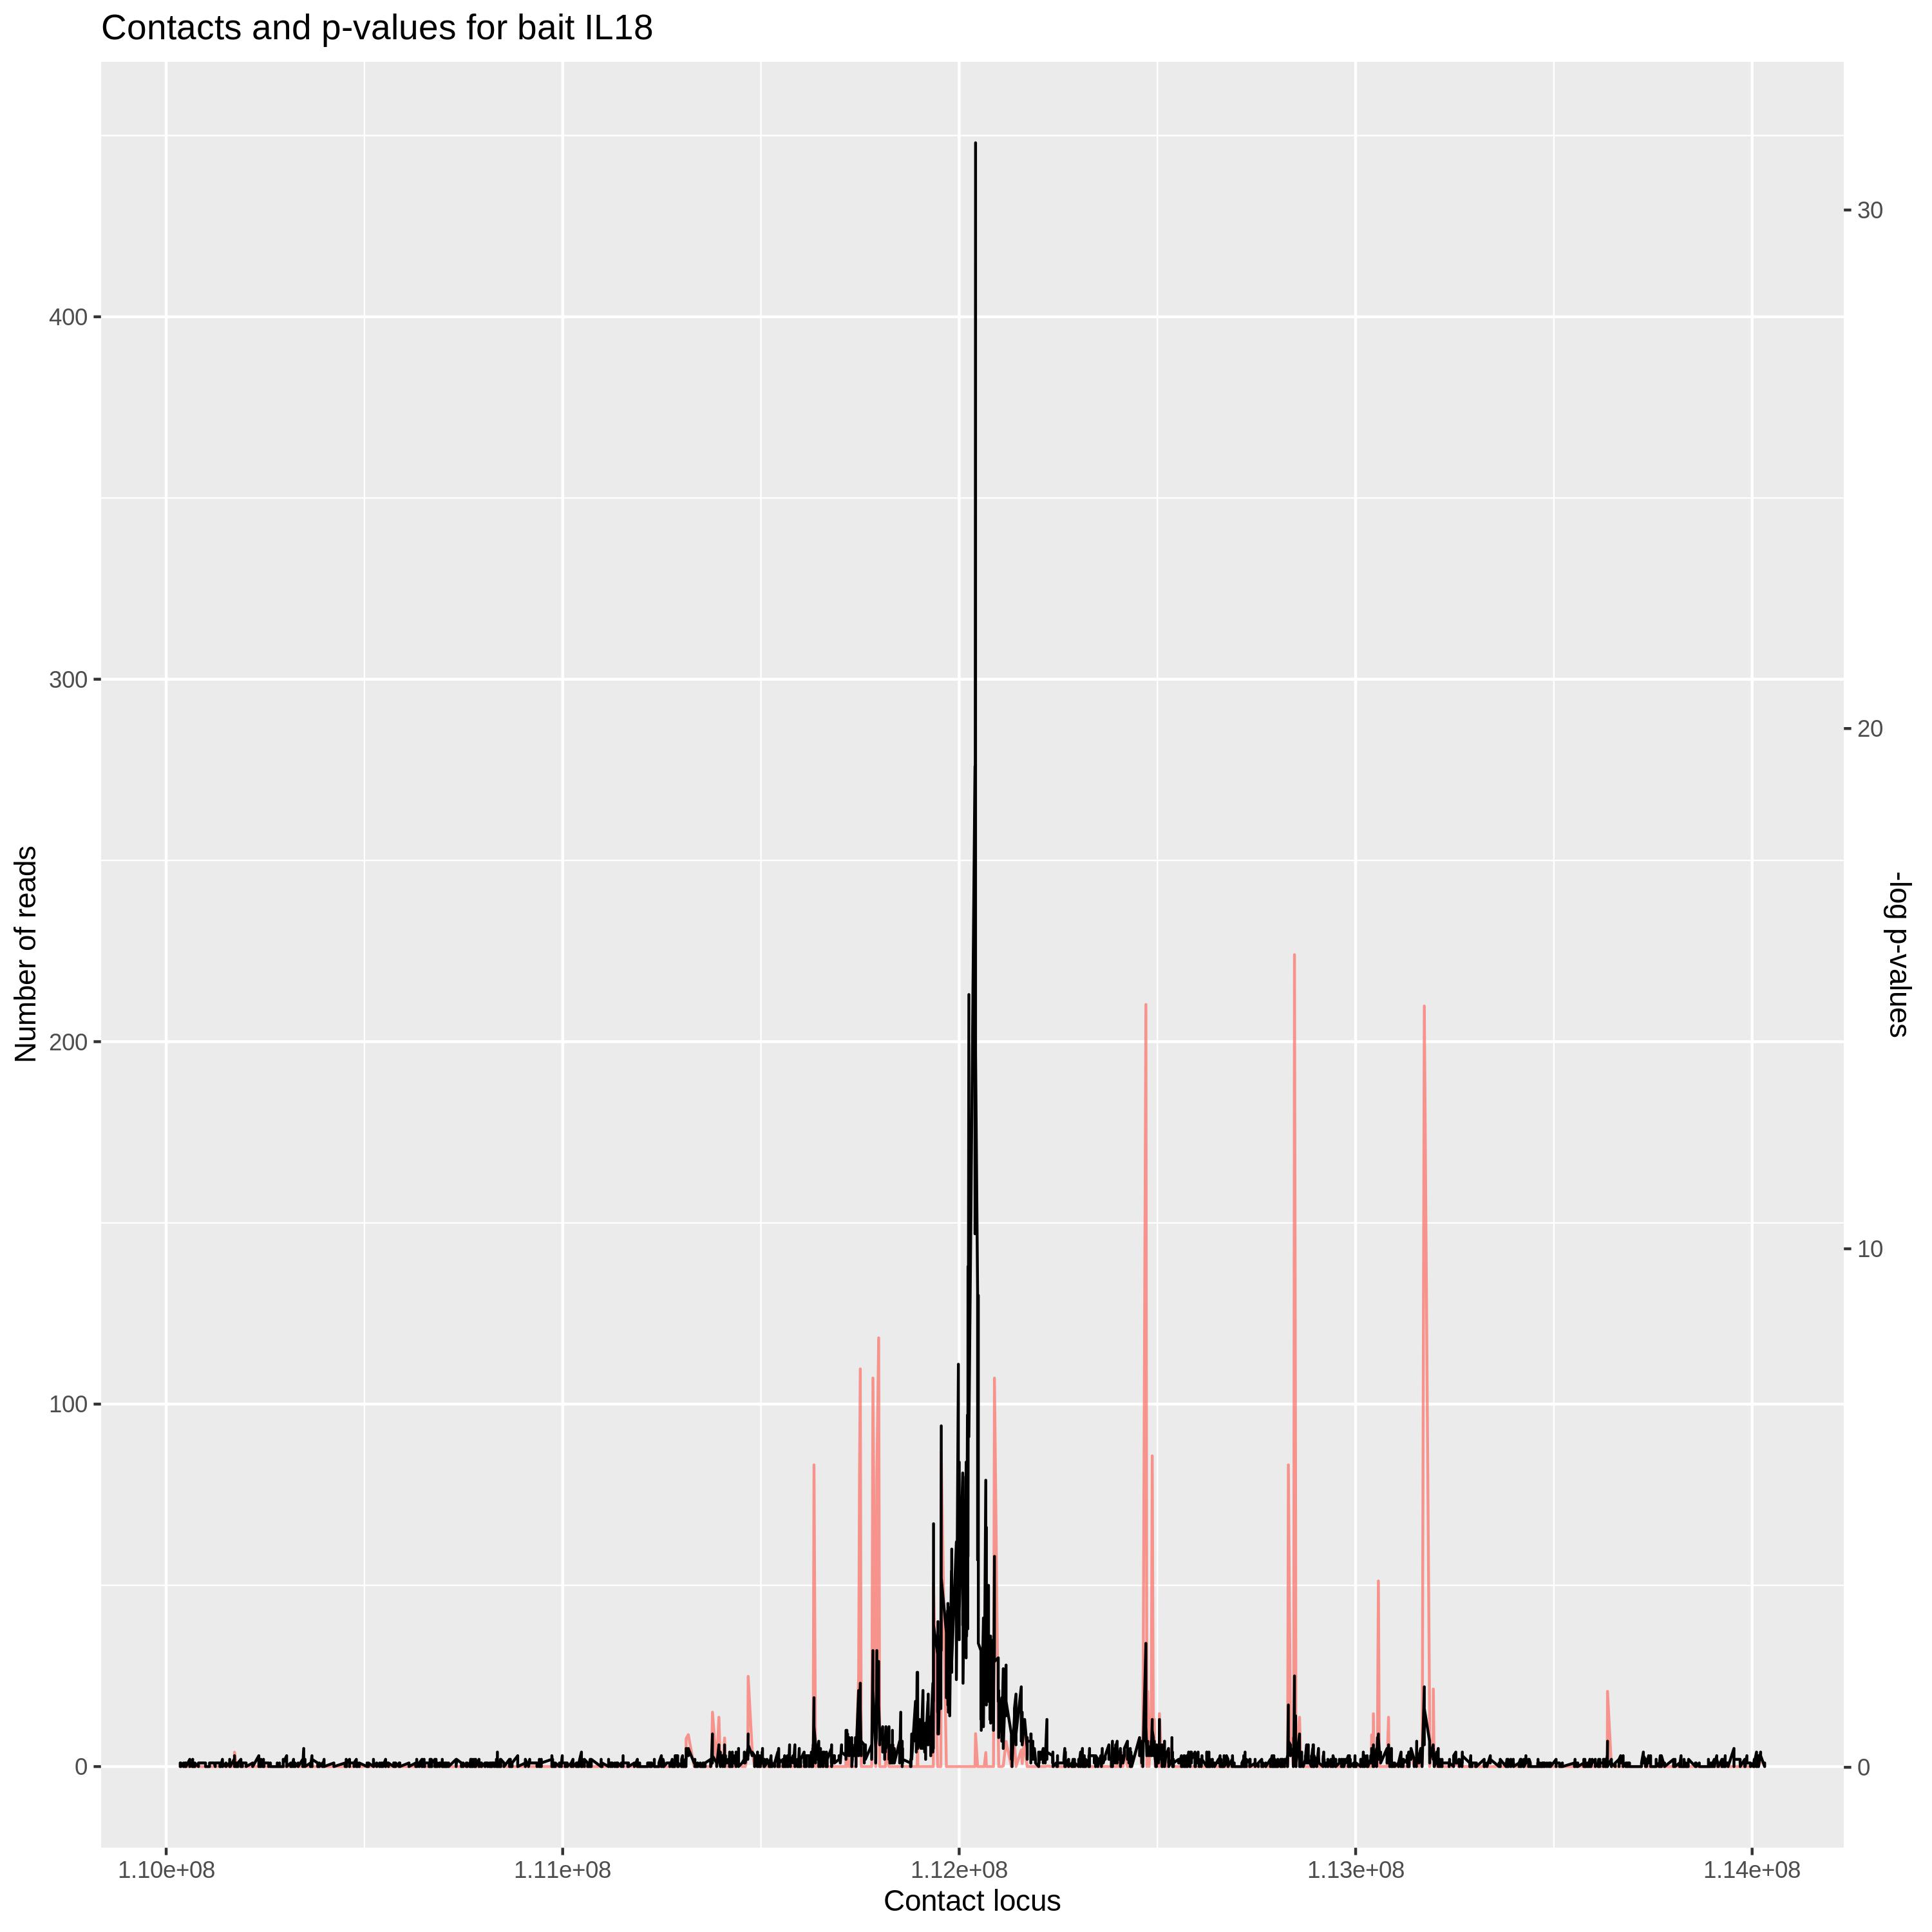 Contacts and p-values for bait IL18
400
300
200
100
0
Number of reads
30
20
10
0
-log p-values
1.10e+08
1.11e+08
1.12e+08
1.13e+08
1.14e+08
Contact locus